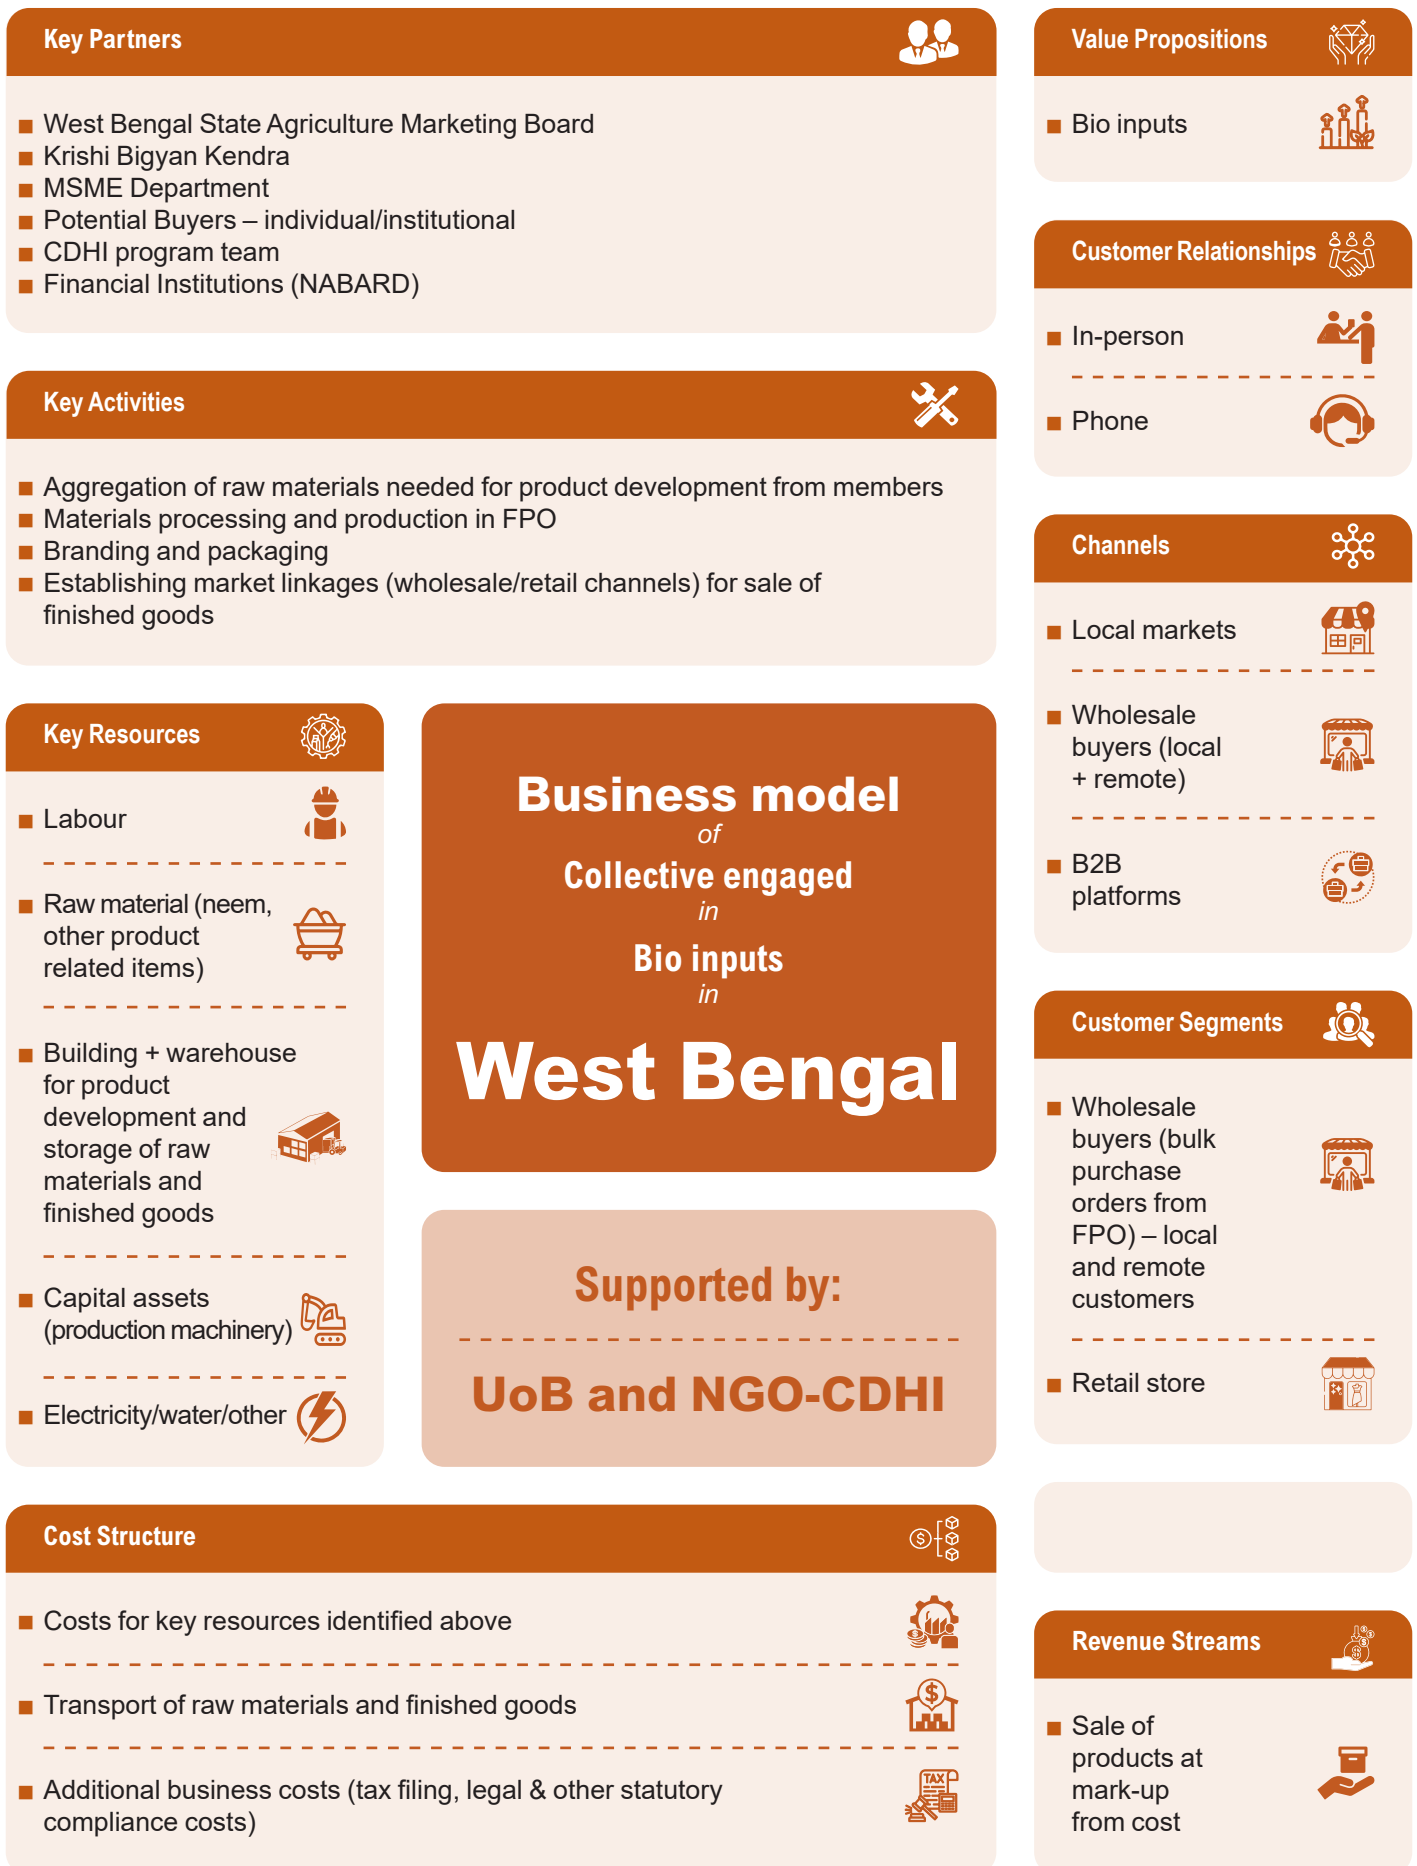 Key Partners
West Bengal State Agriculture Marketing Board
Krishi Bigyan Kendra
MSME Department
Potential Buyers – individual/institutional
CDHI program team
Financial Institutions (NABARD)
Key Activities
Aggregation of raw materials needed for product development from members
Materials processing and production in FPO
Branding and packaging
Establishing market linkages (wholesale/retail channels) for sale of
finished goods
Key Resources
Labour
Raw material (neem,
other product
related items)
Building + warehouse
for product
development and
storage of raw
materials and
finished goods
Capital assets
(production machinery)
Electricity/water/other
Business model
of
Collective engaged
in
Bio inputs
in
West Bengal
Supported by:
UoB and NGO-CDHI
Value Propositions
Bio inputs
Customer Relationships
In-person
Phone
Channels
Local markets
Wholesale
buyers (local
+ remote)
B2B
platforms
Customer Segments
Wholesale
buyers (bulk
purchase
orders from
FPO) – local
and remote
customers
Retail store
Cost Structure
Costs for key resources identified above
Transport of raw materials and finished goods
Additional business costs (tax filing, legal & other statutory
compliance costs)
TAX
Revenue Streams
Sale of
products at
mark-up
from cost